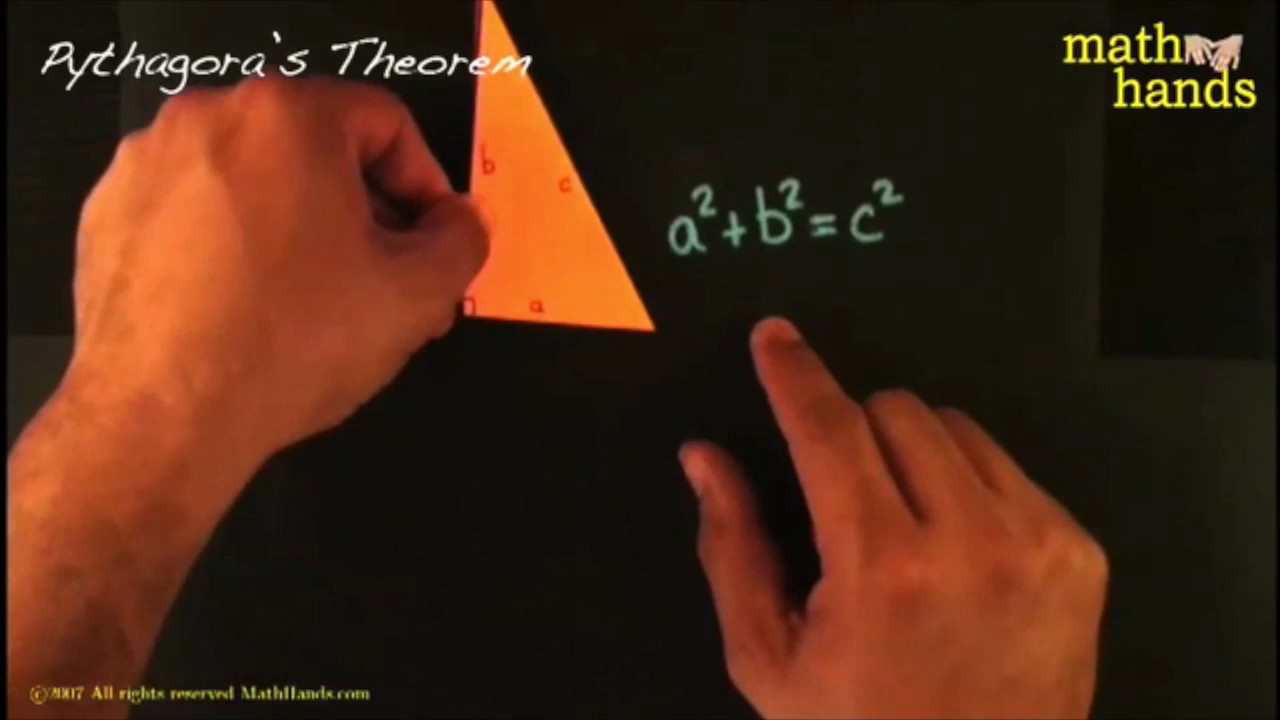 Pythagora's Theorem
math
hands
b
c
a² + b² = c²
a
©2007 All rights reserved MathHands.com